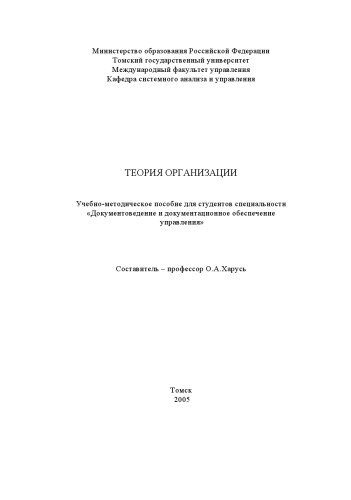 Министерство образования Российской Федерации
Томский государственный университет
Международный факультет управления
Кафедра системного анализа и управления
ТЕОРИЯ ОРГАНИЗАЦИИ
Учебно-методическое пособие для студентов специальности
«Документоведение и документационное обеспечение
управления»
Составитель – профессор О.А.Харусь
Томск
2005